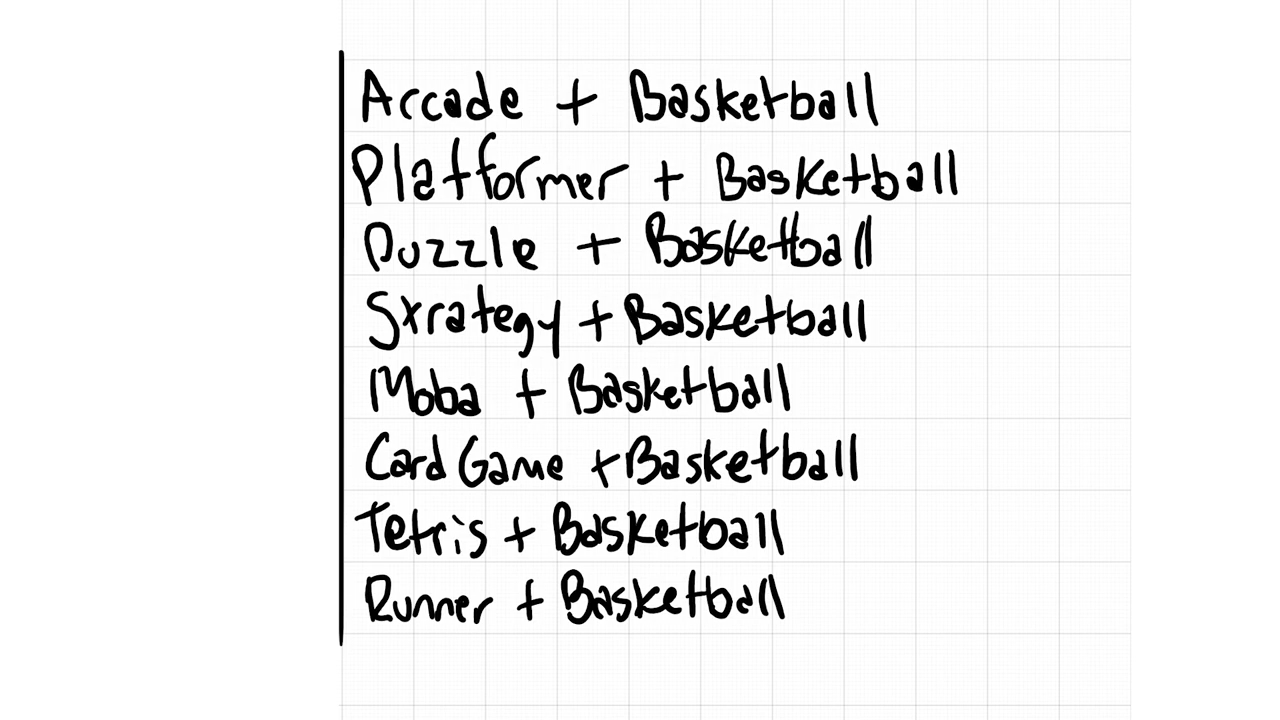 Arcade + Basketball
Platformer + Basketball
Puzzle + Basketball
Strategy + Basketball
Moba + Basketball
Card Game + Basketball
Tetris + Basketball
Runner + Basketball